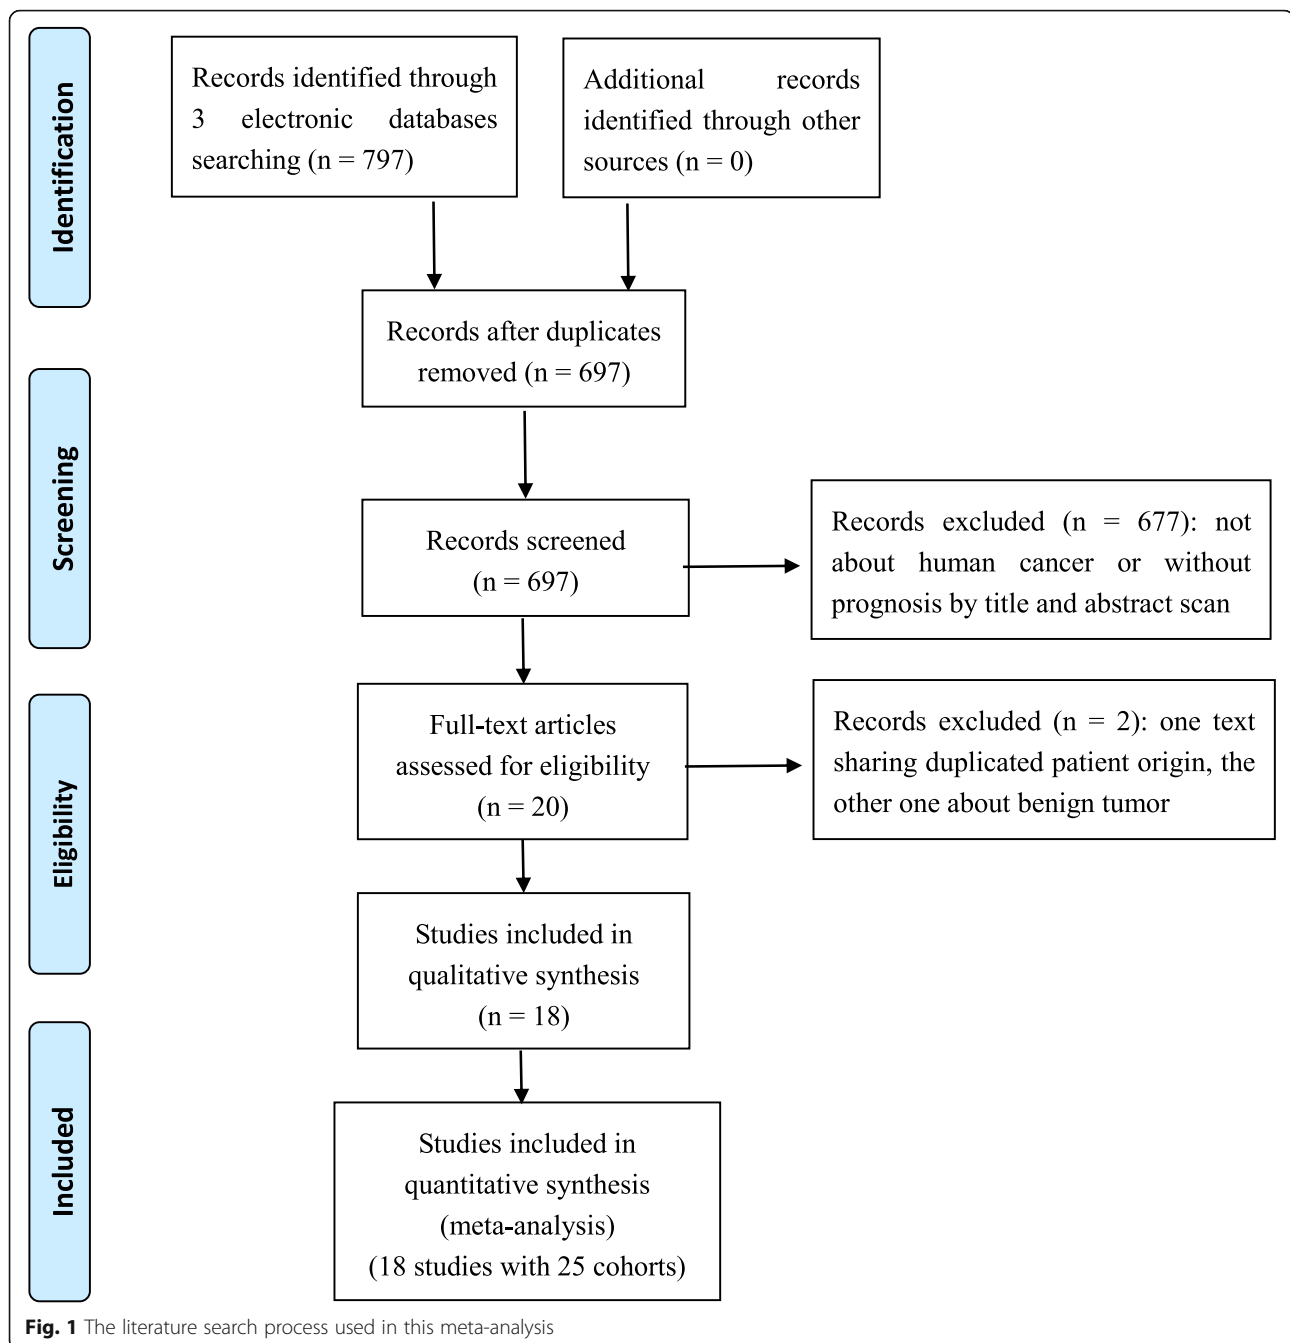 Identification
Records identified through
3 electronic databases
searching (n = 797)
Additional records
identified through other
sources (n = 0)
Records after duplicates
removed (n = 697)
Screening
Records screened
(n = 697)
Records excluded (n = 677): not
about human cancer or without
prognosis by title and abstract scan
Eligibility
Full-text articles
assessed for eligibility
(n = 20)
Records excluded (n = 2): one text
sharing duplicated patient origin, the
other one about benign tumor
Studies included in
qualitative synthesis
(n = 18)
Included
Studies included in
quantitative synthesis
(meta-analysis)
(18 studies with 25 cohorts)
Fig. 1 The literature search process used in this meta-analysis